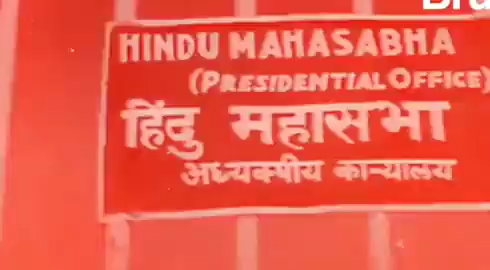 HINDU MAHASABHA
(PRESIDENTIAL OFFICE)
हिंदु महासभा
अध्यक्षीय कार्यालय